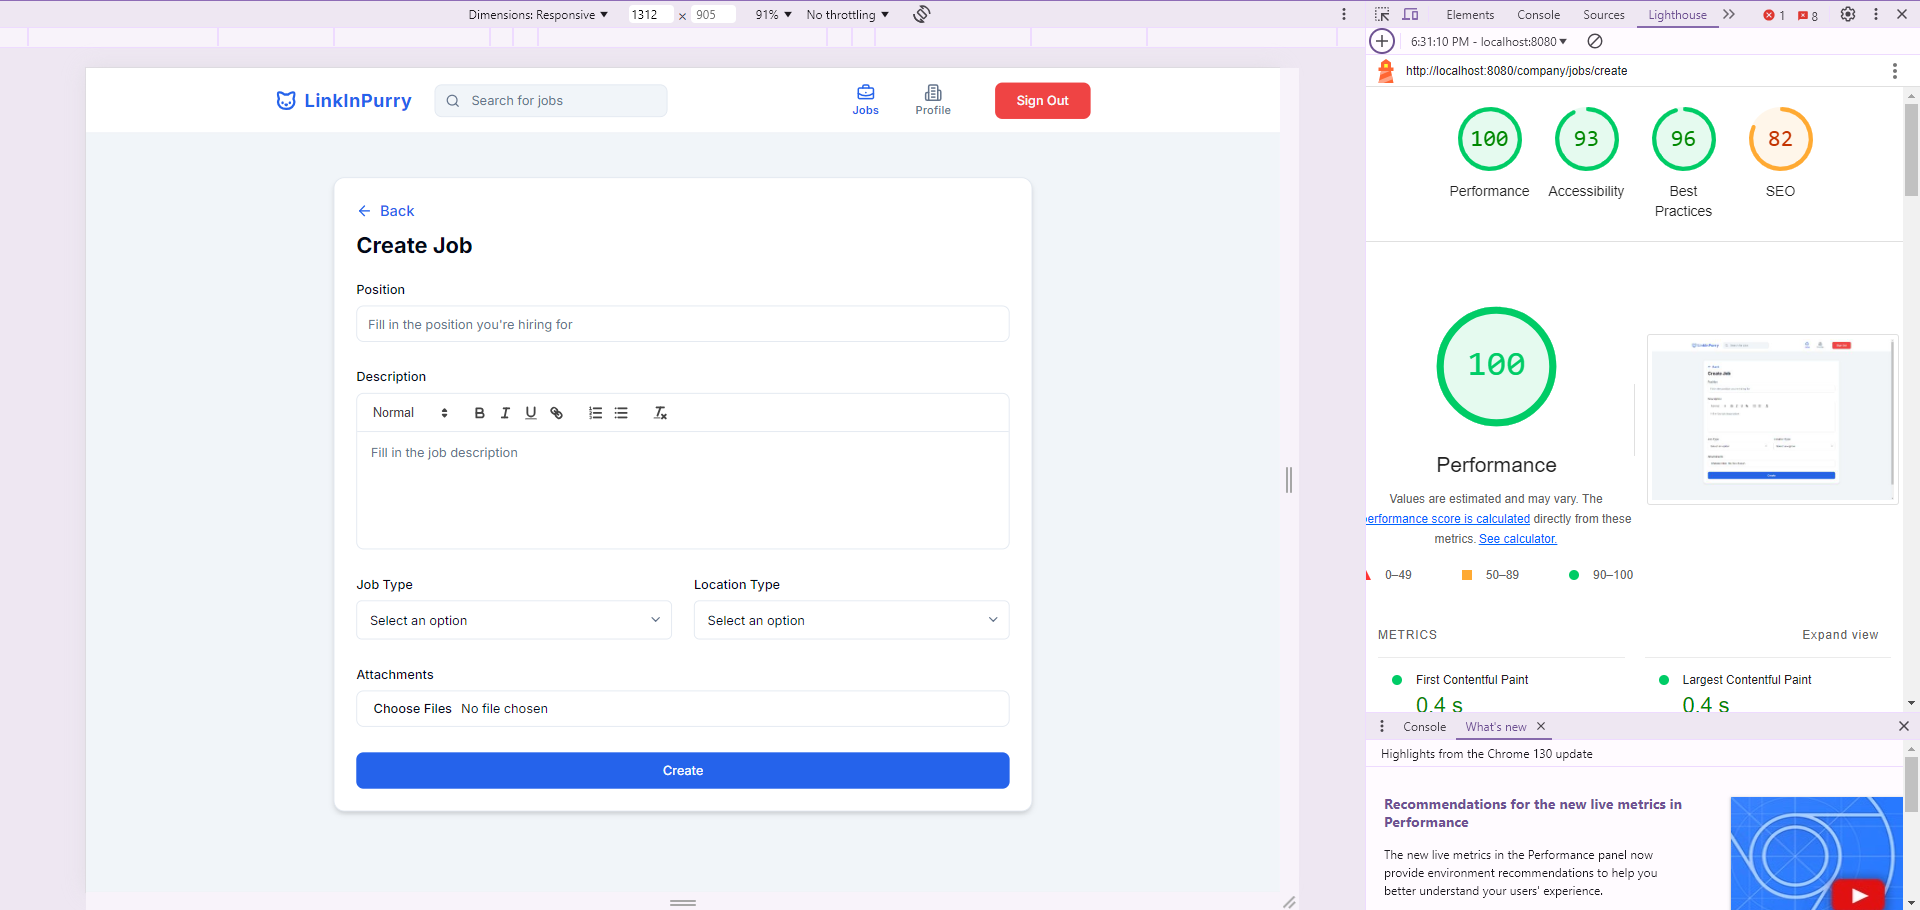 Dimensions: Responsive 1312 × 905 91% No throttling
Elements Console Sources Lighthouse 1 8
6:31:10 PM - localhost:8080
http://localhost:8080/company/jobs/create
LinkInPurry Search for jobs Jobs Profile Sign Out
Back
Create Job
Position
Fill in the position you're hiring for
Description
Normal B I U
Fill in the job description
Job Type Location Type
Select an option Select an option
Attachments
Choose Files No file chosen
Create
100 93 96 82
Performance Accessibility Best Practices SEO
100
Performance
Values are estimated and may vary. The
performance score is calculated directly from these
metrics. See calculator.
0–49 50–89 90–100
METRICS Expand view
First Contentful Paint Largest Contentful Paint
0.4 s 0.4 s
Console What's new
Highlights from the Chrome 130 update
Recommendations for the new live metrics in
Performance
The new live metrics in the Performance panel now
provide environment recommendations to help you
better understand your users' experience.